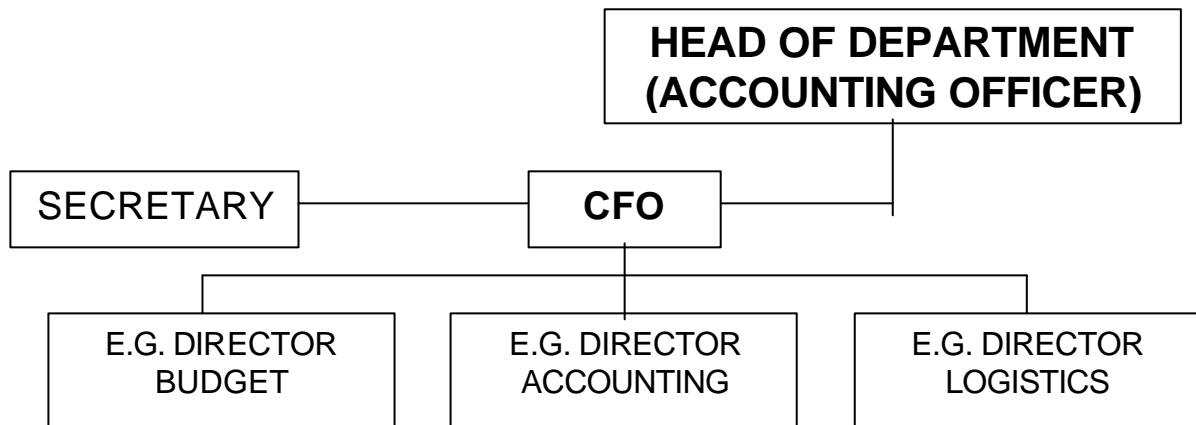 HEAD OF DEPARTMENT
(ACCOUNTING OFFICER)
SECRETARY
CFO
E.G. DIRECTOR
BUDGET
E.G. DIRECTOR
ACCOUNTING
E.G. DIRECTOR
LOGISTICS